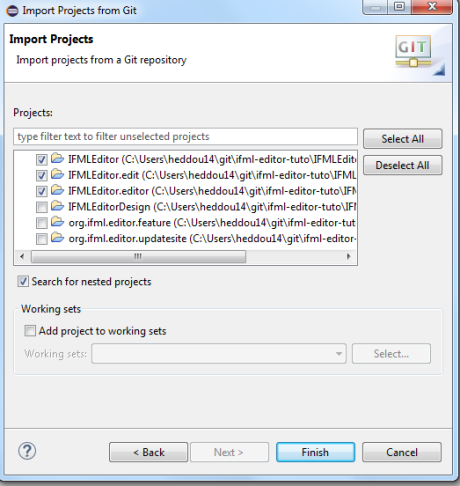 Import Projects from Git
Import Projects
Import projects from a Git repository
GIT
Projects:
type filter text to filter unselected projects
Select All
IFMLEditor (C:\Users\heddou14\git\ifml-editor-tuto\IFMLEdit
Deselect All
IFMLEditor.edit (C:\Users\heddou14\git\ifml-editor-tuto\IFM
IFMLEditor.editor (C:\Users\heddou14\git\ifml-editor-tuto\IF
IFMLEditorDesign (C:\Users\heddou14\git\ifml-editor-tuto\IFI
org.ifml.editor.feature (C:\Users\heddou14\git\ifml-editor-tut
org.ifml.editor.updatesite (C:\Users\heddou14\git\ifml-editor-
Search for nested projects
Working sets
Add project to working sets
Working sets:
Select...
?
< Back
Next >
Finish
Cancel